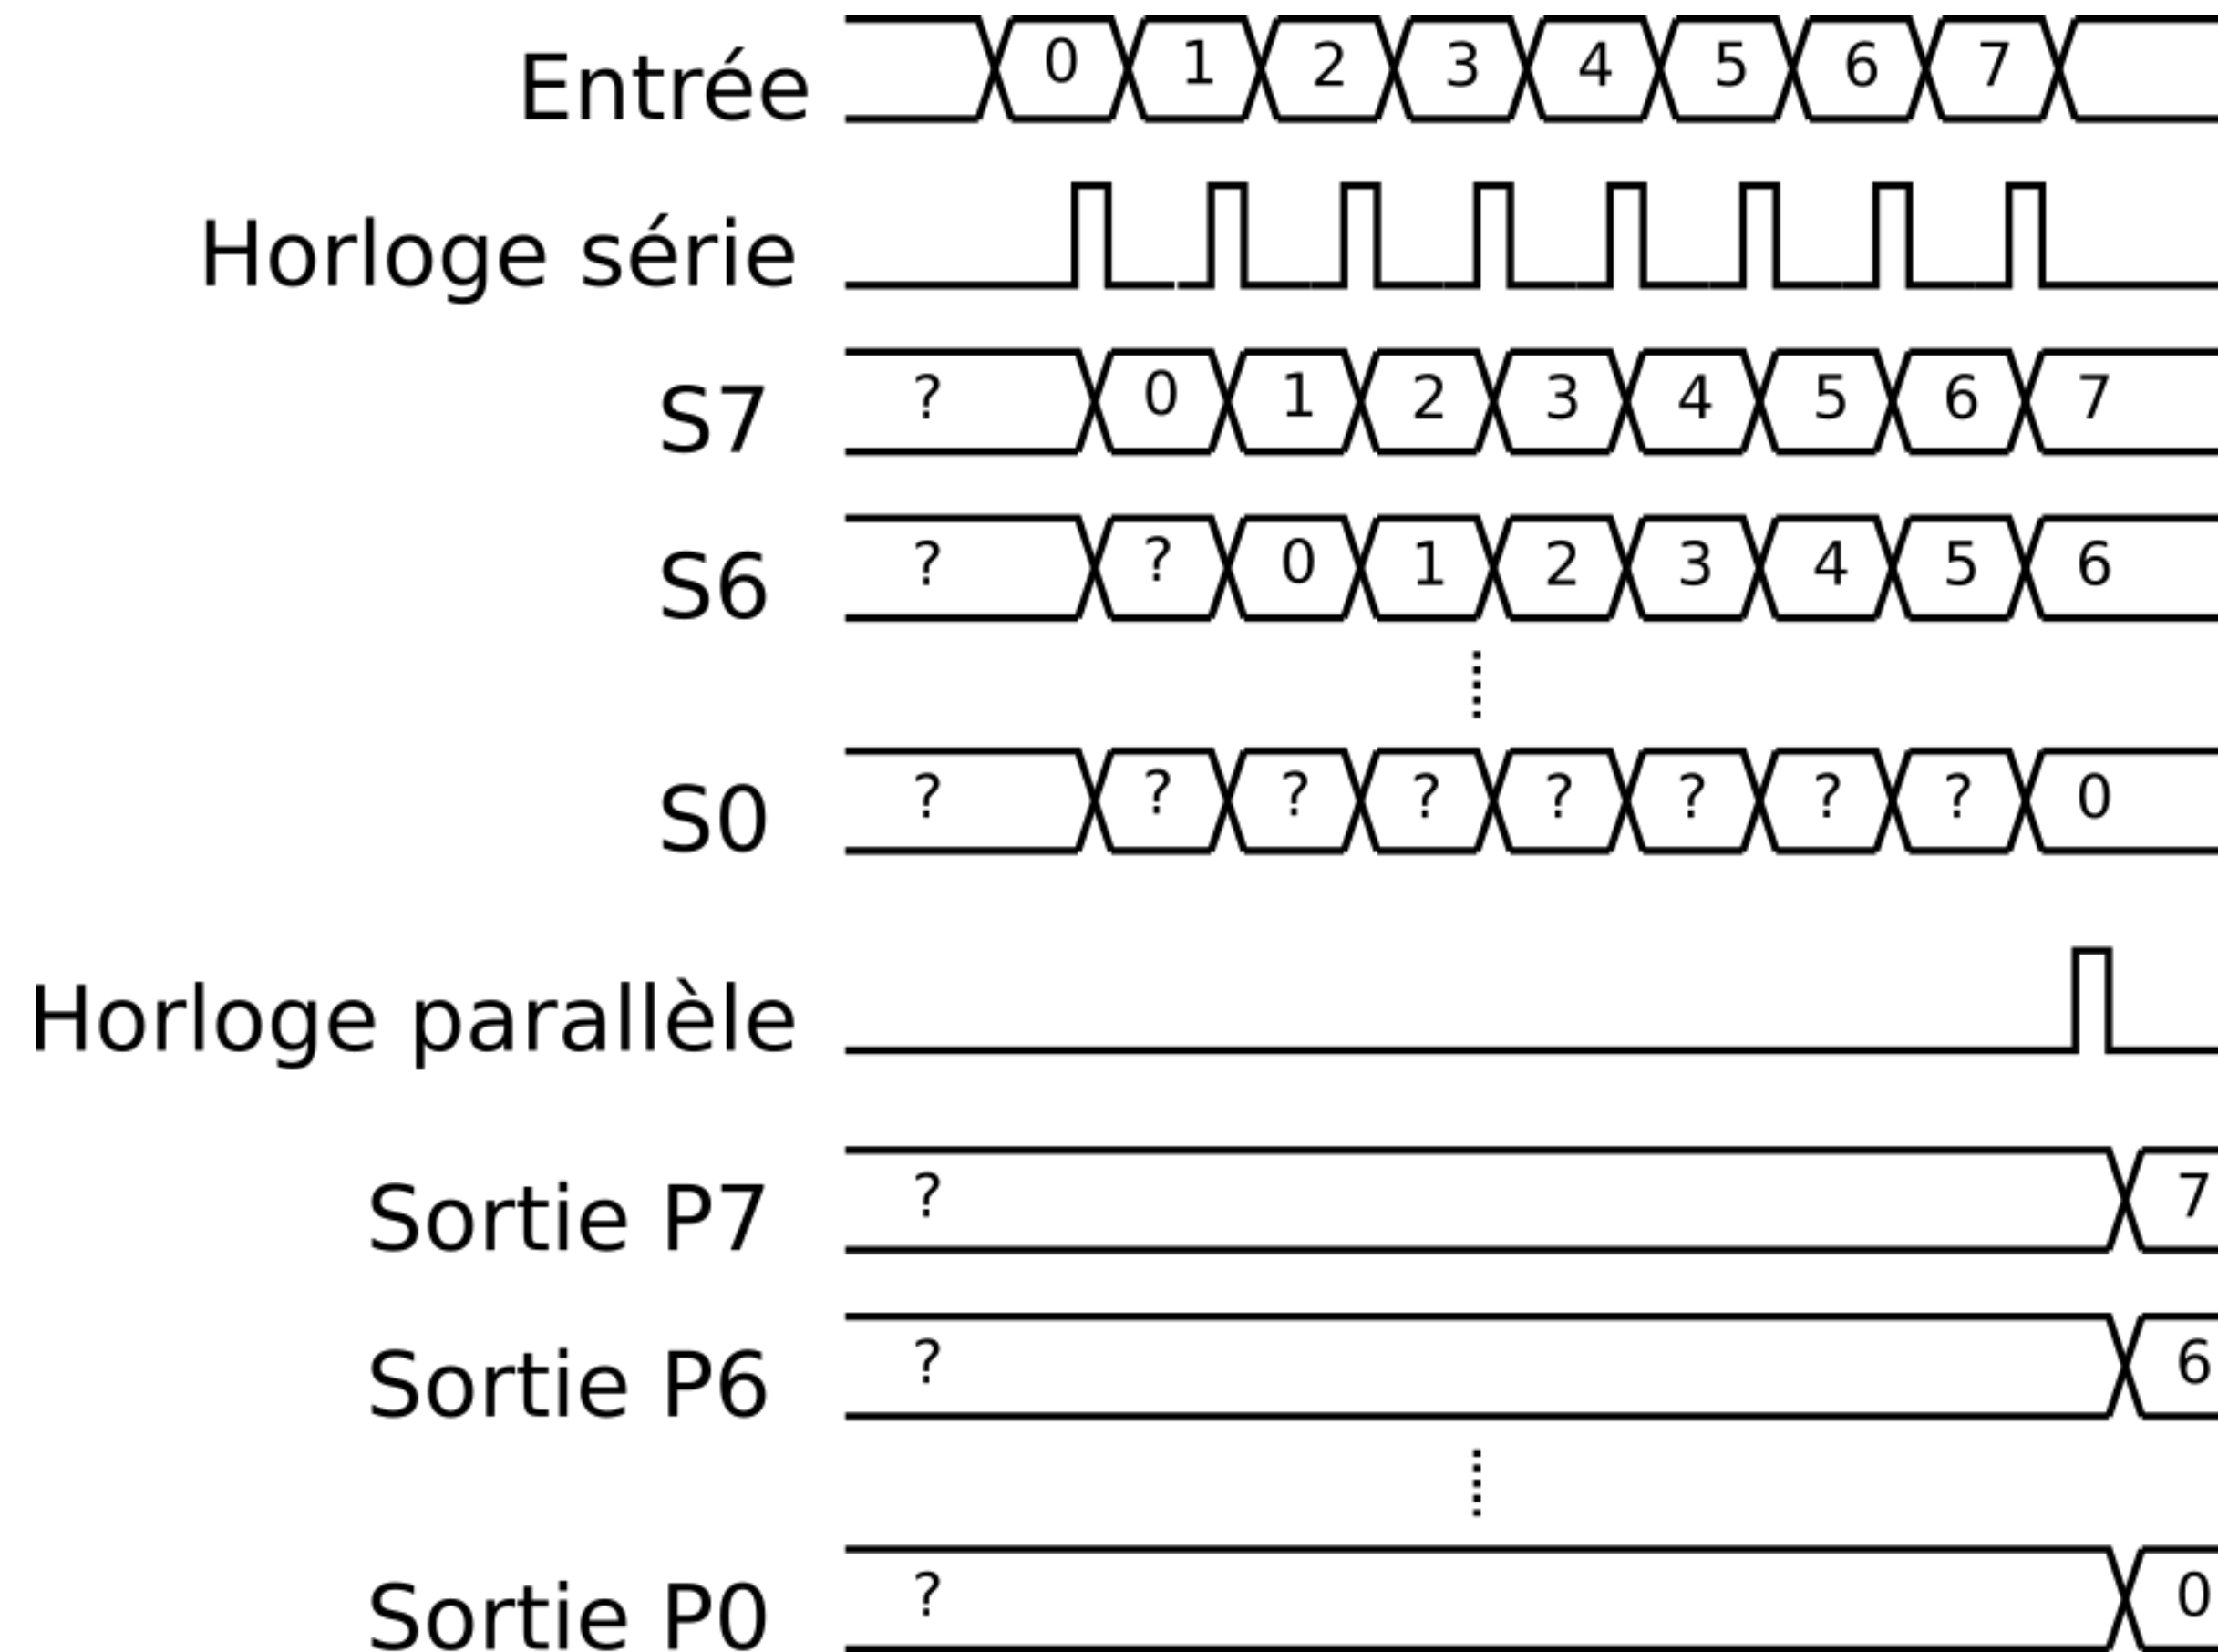 Entrée 0 1 2 3 4 5 6 7
Horloge série
S7 ? 0 1 2 3 4 5 6 7
S6 ? ? 0 1 2 3 4 5 6
S0 ? ? ? ? ? ? ? ? 0
Horloge parallèle
Sortie P7 ? 7
Sortie P6 ? 6
Sortie P0 ? 0